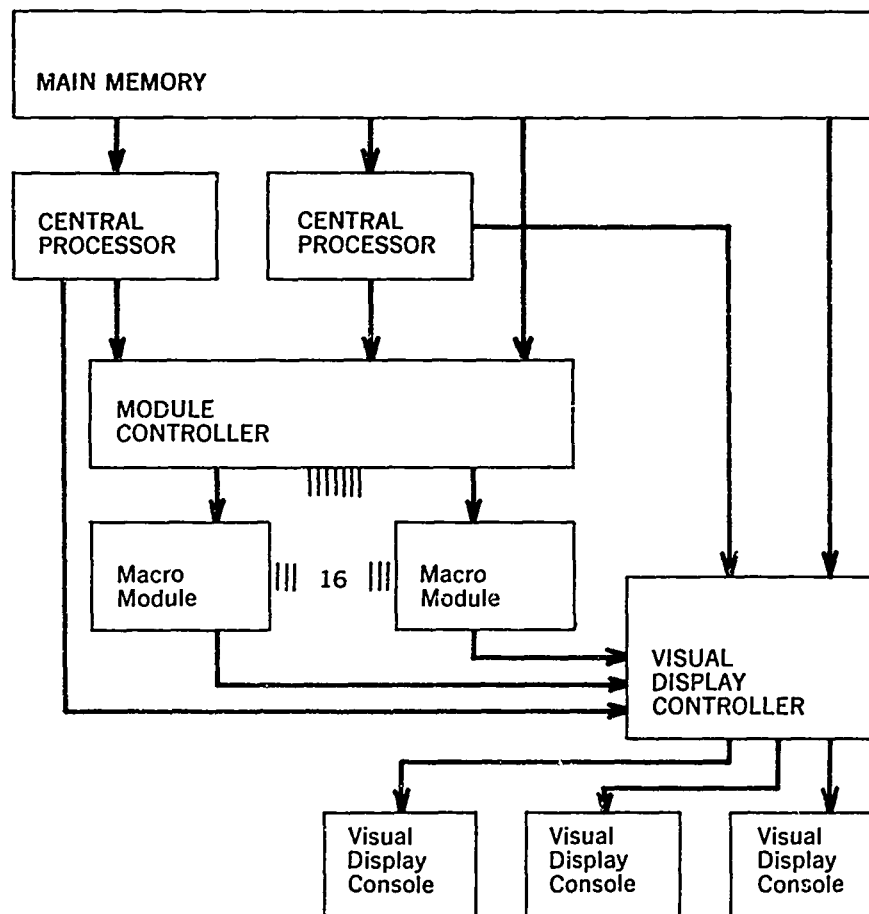 MAIN MEMORY
CENTRAL
PROCESSOR
CENTRAL
PROCESSOR
MODULE
CONTROLLER
Macro
Module
16
Macro
Module
VISUAL
DISPLAY
CONTROLLER
Visual
Display
Console
Visual
Display
Console
Visual
Display
Console